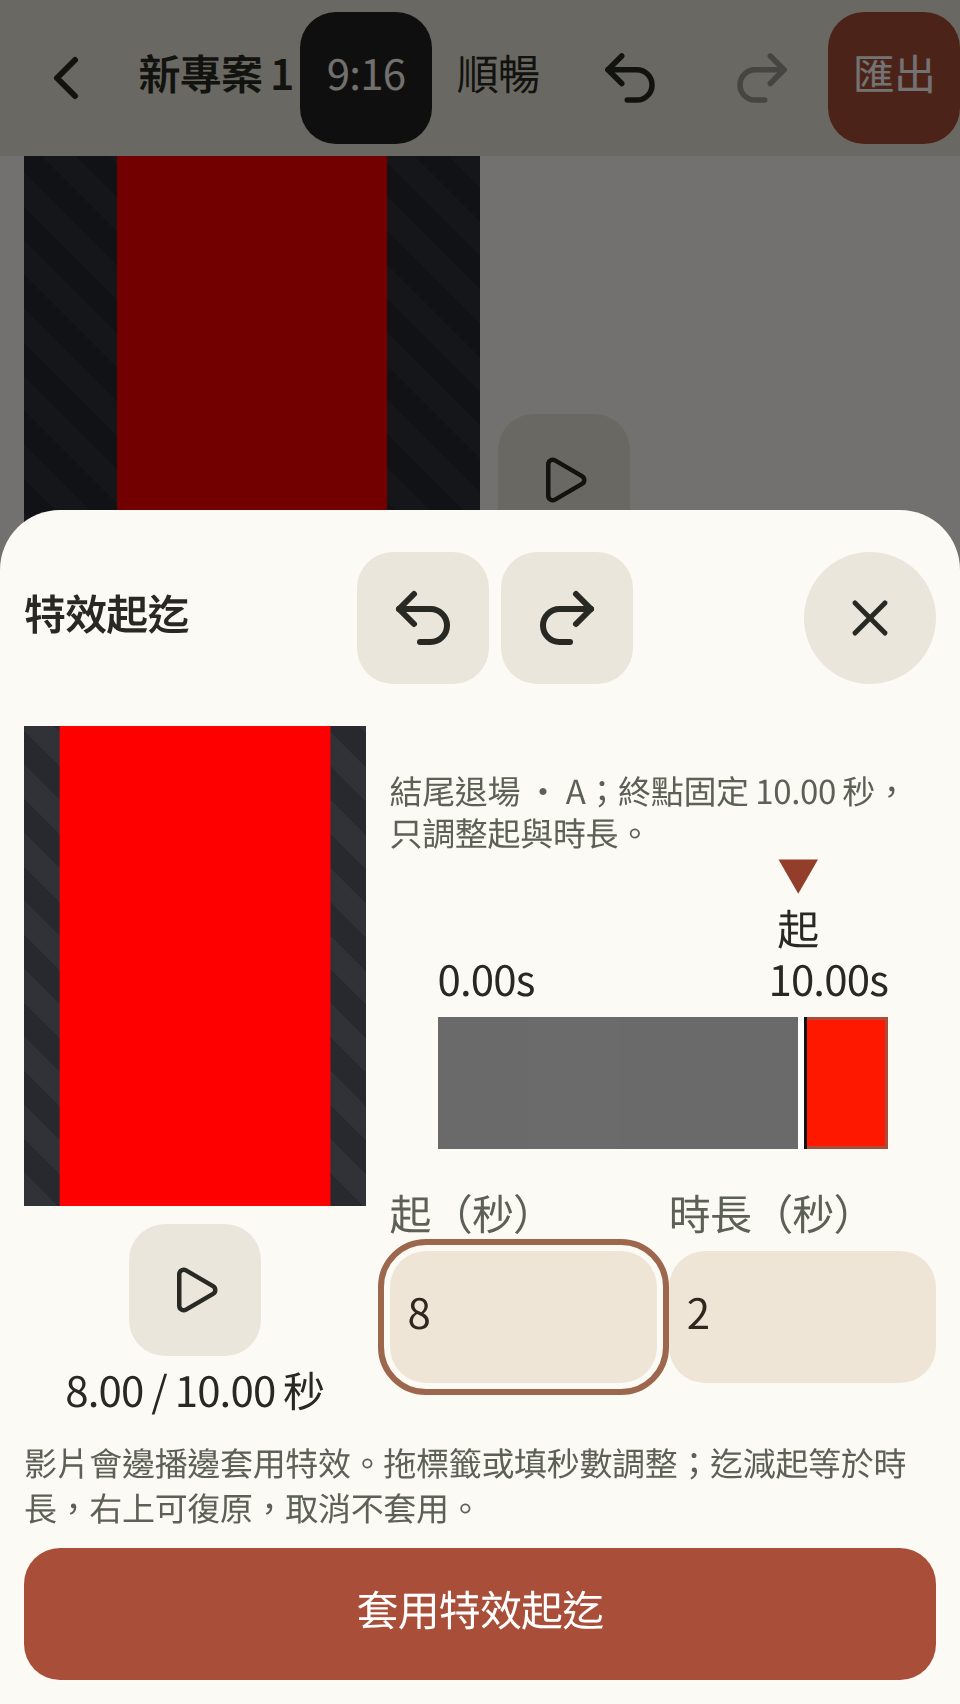 新專案 1
9:16
順暢
匯出
特效起迄
結尾退場 · A；終點固定 10.00 秒，
只調整起與時長。
起
0.00s
10.00s
起（秒）
時長（秒）
8
2
8.00 / 10.00 秒
影片會邊播邊套用特效。拖標籤或填秒數調整；迄減起等於時
長，右上可復原，取消不套用。
套用特效起迄